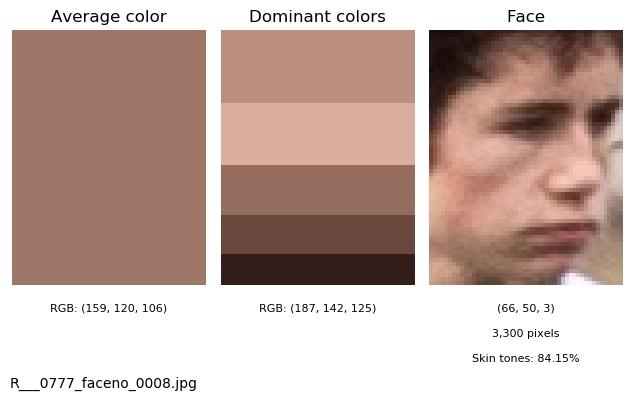 Average color
Dominant colors
Face
RGB: (159, 120, 106)
RGB: (187, 142, 125)
(66, 50, 3)
3,300 pixels
Skin tones: 84.15%
R___0777_faceno_0008.jpg